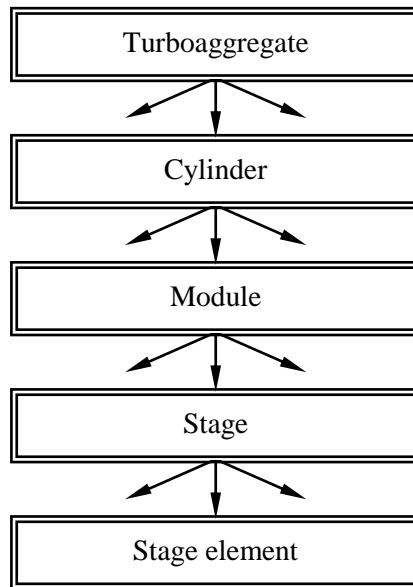 Turboaggregate
Cylinder
Module
Stage
Stage element